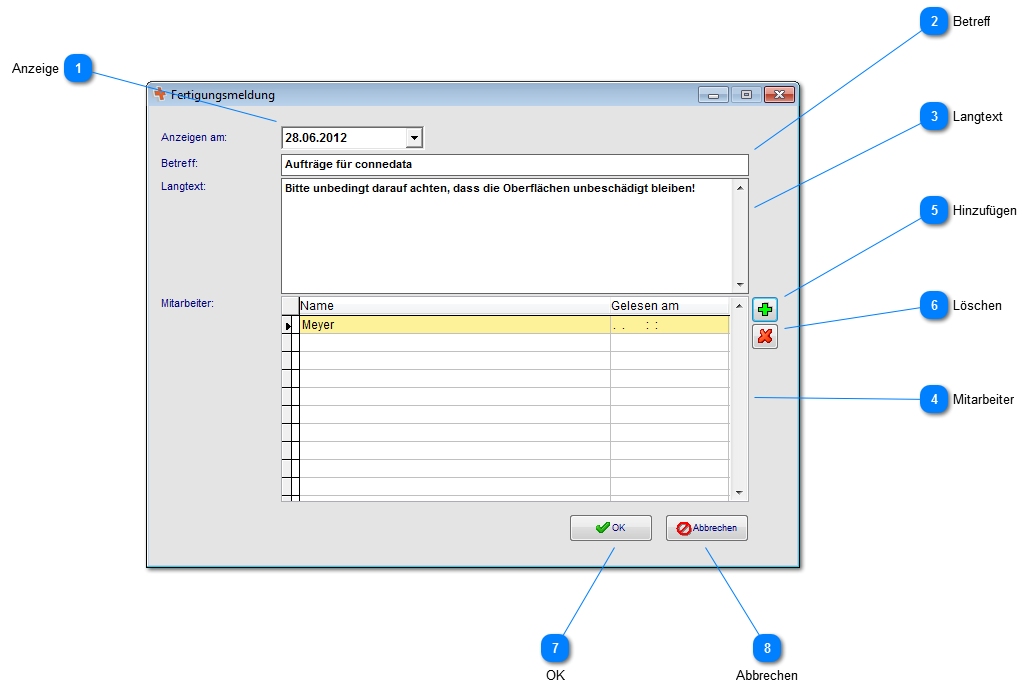 2 Betreff
Anzeige 1
Fertigungsmeldung
3 Langtext
Anzeigen am: 28.06.2012
Betreff: Aufträge für connedata
Langtext: Bitte unbedingt darauf achten, dass die Oberflächen unbeschädigt bleiben!
5 Hinzufügen
Mitarbeiter: Name Gelesen am
6 Löschen
Meyer . . : :
4 Mitarbeiter
OK Abbrechen
7 8
OK Abbrechen